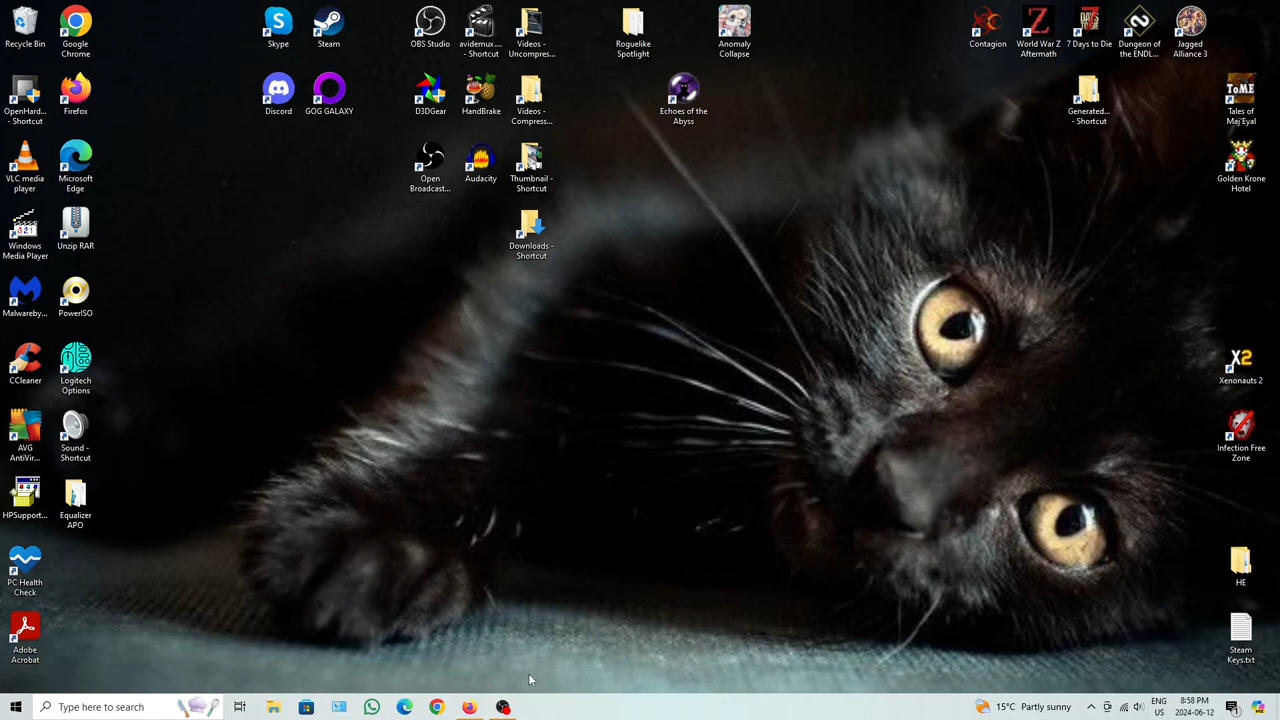 Recycle Bin
Google
Chrome
Skype
Steam
OBS Studio
avidemux....
- Shortcut
Videos -
Uncompres...
Roguelike
Spotlight
Anomaly
Collapse
Contagion
World War Z
Aftermath
7 Days to Die
Dungeon of
the ENDL...
Jagged
Alliance 3
OpenHard...
- Shortcut
Firefox
Discord
GOG GALAXY
D3DGear
HandBrake
Videos -
Compress...
Echoes of the
Abyss
Generated...
- Shortcut
ToME
Tales of
Maj'Eyal
VLC media
player
Microsoft
Edge
Open
Broadcast...
Audacity
Thumbnail -
Shortcut
Golden Krone
Hotel
Windows
Media Player
Unzip RAR
Downloads -
Shortcut
Malwareby...
PowerISO
CCleaner
Logitech
Options
X2
Xenonauts 2
AVG
AntiVir...
Sound -
Shortcut
Infection Free
Zone
HPSupport...
Equalizer
APO
PC Health
Check
HE
Adobe
Acrobat
Steam
Keys.txt
Type here to search
15°C Partly sunny
ENG
US
8:58 PM
2024-06-12